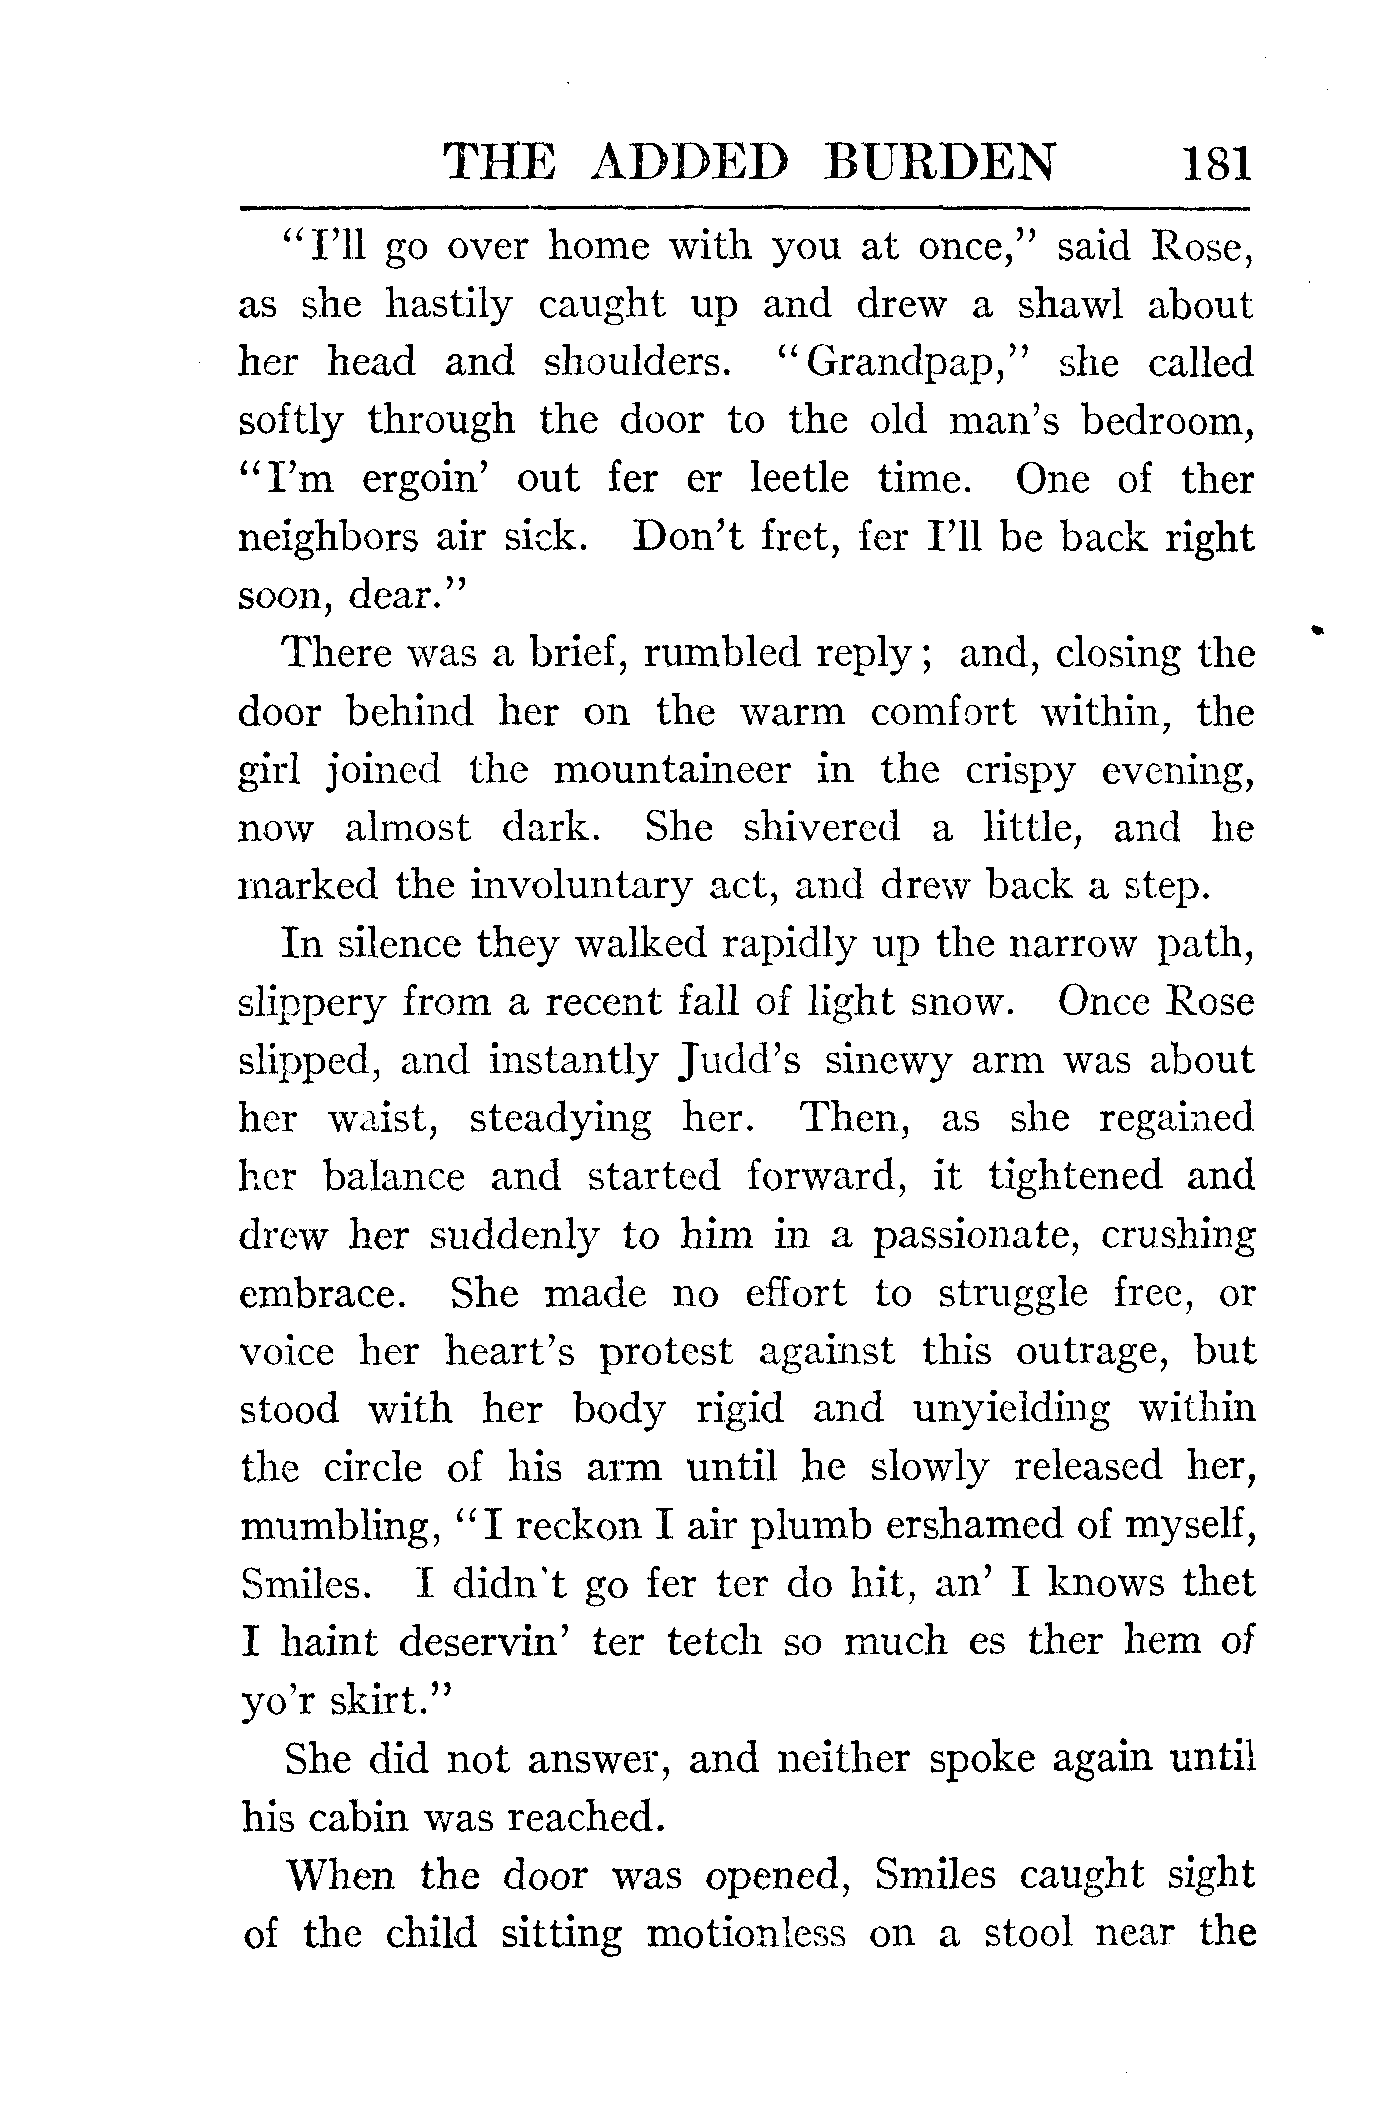 THE ADDED BURDEN 181
"I'll go over home with you at once," said Rose,
as she hastily caught up and drew a shawl about
her head and shoulders. "Grandpap," she called
softly through the door to the old man's bedroom,
"I'm ergoin' out fer er leetle time. One of ther
neighbors air sick. Don't fret, fer I'll be back right
soon, dear."
There was a brief, rumbled reply; and, closing the
door behind her on the warm comfort within, the
girl joined the mountaineer in the crispy evening,
now almost dark. She shivered a little, and he
marked the involuntary act, and drew back a step.
In silence they walked rapidly up the narrow path,
slippery from a recent fall of light snow. Once Rose
slipped, and instantly Judd's sinewy arm was about
her waist, steadying her. Then, as she regained
her balance and started forward, it tightened and
drew her suddenly to him in a passionate, crushing
embrace. She made no effort to struggle free, or
voice her heart's protest against this outrage, but
stood with her body rigid and unyielding within
the circle of his arm until he slowly released her,
mumbling, "I reckon I air plumb ershamed of myself,
Smiles. I didn't go fer ter do hit, an' I knows thet
I haint deservin' ter tetch so much es ther hem of
yo'r skirt."
She did not answer, and neither spoke again until
his cabin was reached.
When the door was opened, Smiles caught sight
of the child sitting motionless on a stool near the